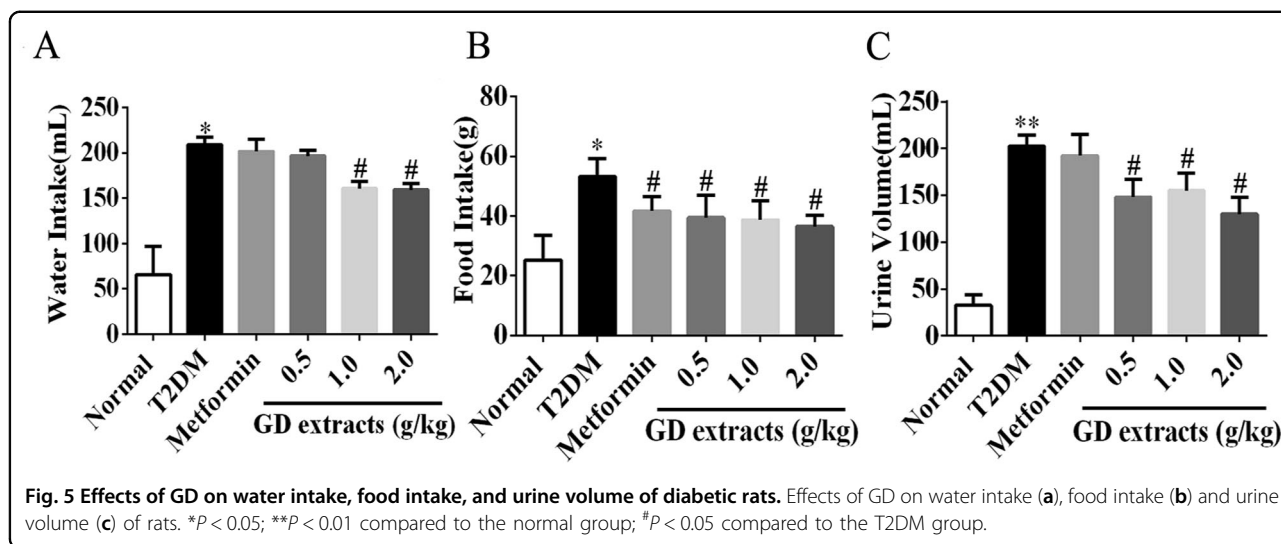 A
B
C
Water Intake(mL)
250
200
150
100
50
0
*
#
#
Normal
T2DM
Metformin
0.5
1.0
2.0
GD extracts (g/kg)
Food Intake(g)
80
60
40
20
0
*
#
#
#
#
Normal
T2DM
Metformin
0.5
1.0
2.0
GD extracts (g/kg)
Urine Volume(mL)
250
200
150
100
50
0
**
#
#
#
Normal
T2DM
Metformin
0.5
1.0
2.0
GD extracts (g/kg)
Fig. 5 Effects of GD on water intake, food intake, and urine volume of diabetic rats. Effects of GD on water intake (a), food intake (b) and urine
volume (c) of rats. *P < 0.05; **P < 0.01 compared to the normal group; #P < 0.05 compared to the T2DM group.